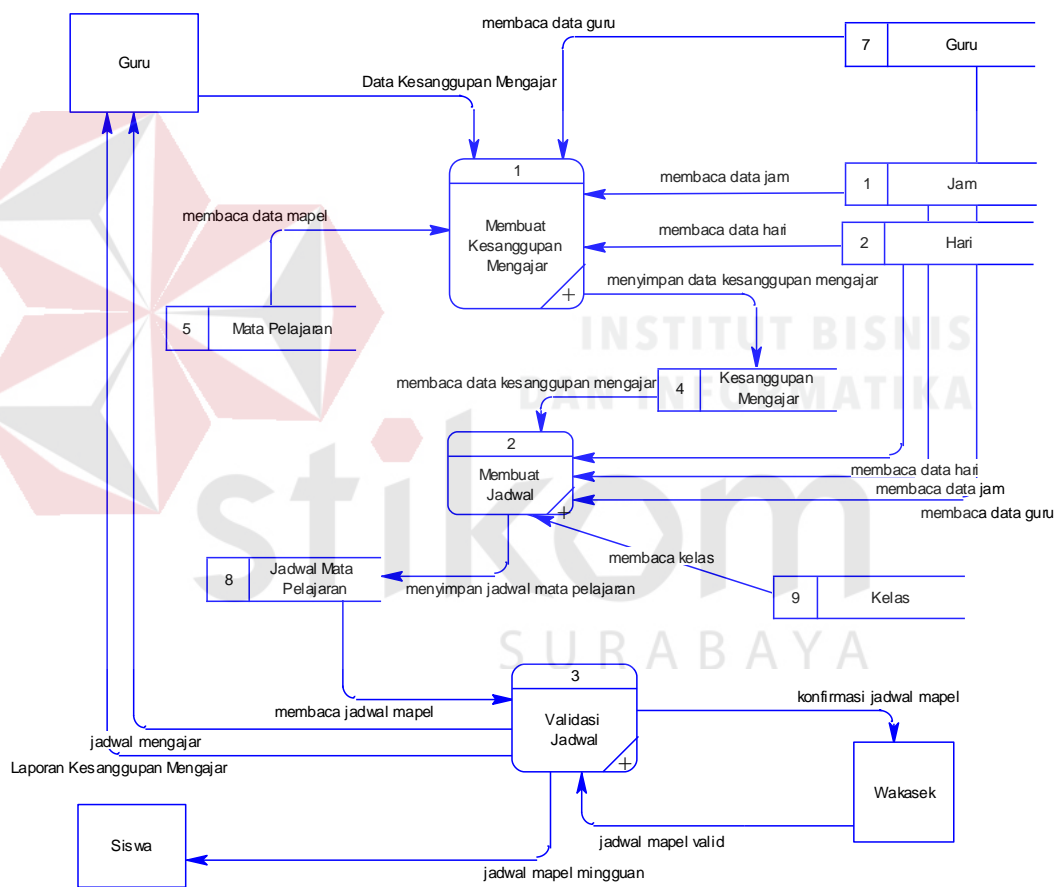 membaca data guru
7 Guru
Guru
Data Kesanggupan Mengajar
1
membaca data jam
1 Jam
membaca data mapel
Membuat
Kesanggupan
Mengajar
membaca data hari
2 Hari
menyimpan data kesanggupan mengajar
+
5 Mata Pelajaran
INSTITUT BISNIS
DAN INFORMATIKA
membaca data kesanggupan mengajar
4 Kesanggupan
Mengajar
2
Membuat
Jadwal
+
membaca data hari
membaca data jam
membaca data guru
stikom
membaca kelas
8 Jadwal Mata
Pelajaran
menyimpan jadwal mata pelajaran
9 Kelas
SURABAYA
3
Validasi
Jadwal
+
konfirmasi jadwal mapel
membaca jadwal mapel
jadwal mengajar
Laporan Kesanggupan Mengajar
Wakasek
Siswa
jadwal mapel valid
jadwal mapel mingguan